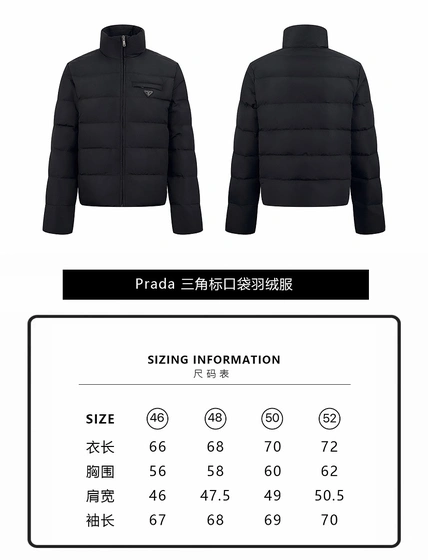 Prada 三角标口袋羽绒服
SIZING INFORMATION
尺码表
SIZE 46 48 50 52
衣长 66 68 70 72
胸围 56 58 60 62
肩宽 46 47.5 49 50.5
袖长 67 68 69 70